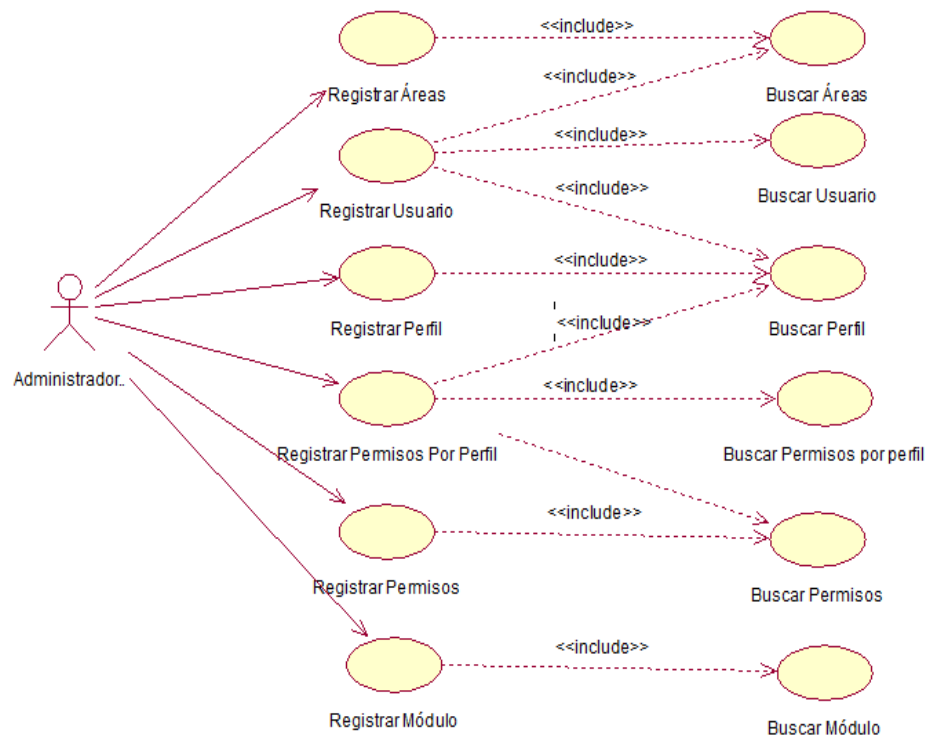 <<include>>
Registrar Áreas
Buscar Áreas
<<include>>
<<include>>
Registrar Usuario
Buscar Usuario
<<include>>
<<include>>
Registrar Perfil
Buscar Perfil
<<include>>
Administrador..
<<include>>
Registrar Permisos Por Perfil
Buscar Permisos por perfil
<<include>>
Registrar Permisos
Buscar Permisos
<<include>>
Registrar Módulo
Buscar Módulo